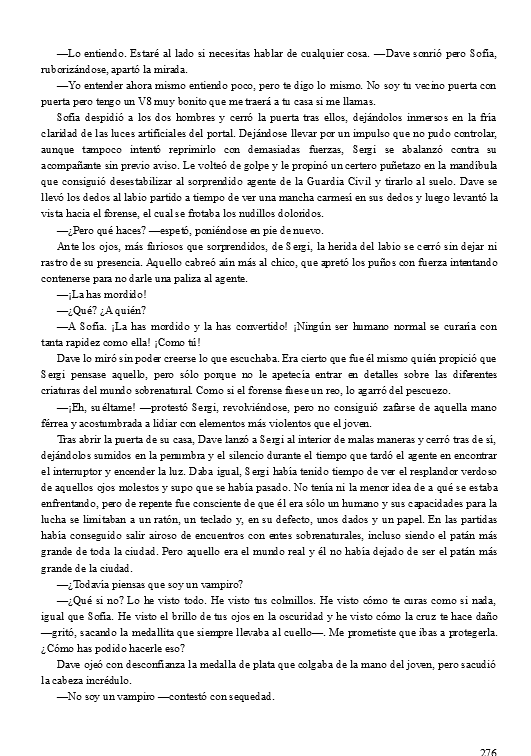 —Lo entiendo. Estaré al lado si necesitas hablar de cualquier cosa. —Dave sonrió pero Sofía,
ruborizándose, apartó la mirada.
—Yo entender ahora mismo entiendo poco, pero te digo lo mismo. No soy tu vecino puerta con
puerta pero tengo un V8 muy bonito que me traerá a tu casa si me llamas.
Sofía despidió a los dos hombres y cerró la puerta tras ellos, dejándolos inmersos en la fría
claridad de las luces artificiales del portal. Dejándose llevar por un impulso que no pudo controlar,
aunque tampoco intentó reprimirlo con demasiadas fuerzas, Sergi se abalanzó contra su
acompañante sin previo aviso. Le volteó de golpe y le propinó un certero puñetazo en la mandíbula
que consiguió desestabilizar al sorprendido agente de la Guardia Civil y tirarlo al suelo. Dave se
llevó los dedos al labio partido a tiempo de ver una mancha carmesí en sus dedos y luego levantó la
vista hacia el forense, el cual se frotaba los nudillos doloridos.
—¿Pero qué haces? —espetó, poniéndose en pie de nuevo.
Ante los ojos, más furiosos que sorprendidos, de Sergi, la herida del labio se cerró sin dejar ni
rastro de su presencia. Aquello cabreó aún más al chico, que apretó los puños con fuerza intentando
contenerse para no darle una paliza al agente.
—¡La has mordido!
—¿Qué? ¿A quién?
—A Sofía. ¡La has mordido y la has convertido! ¡Ningún ser humano normal se curaría con
tanta rapidez como ella! ¡Como tú!
Dave lo miró sin poder creerse lo que escuchaba. Era cierto que fue él mismo quién propició que
Sergi pensase aquello, pero sólo porque no le apetecía entrar en detalles sobre las diferentes
criaturas del mundo sobrenatural. Como si el forense fuese un reo, lo agarró del pescuezo.
—¡Eh, suéltame! —protestó Sergi, revolviéndose, pero no consiguió zafarse de aquella mano
férrea y acostumbrada a lidiar con elementos más violentos que el joven.
Tras abrir la puerta de su casa, Dave lanzó a Sergi al interior de malas maneras y cerró tras de sí,
dejándolos sumidos en la penumbra y el silencio durante el tiempo que tardó el agente en encontrar
el interruptor y encender la luz. Daba igual, Sergi había tenido tiempo de ver el resplandor verdoso
de aquellos ojos molestos y supo que se había pasado. No tenía ni la menor idea de a qué se estaba
enfrentando, pero de repente fue consciente de que él era sólo un humano y sus capacidades para la
lucha se limitaban a un ratón, un teclado y, en su defecto, unos dados y un papel. En las partidas
había conseguido salir airoso de encuentros con entes sobrenaturales, incluso siendo el patán más
grande de toda la ciudad. Pero aquello era el mundo real y él no había dejado de ser el patán más
grande de la ciudad.
—¿Todavía piensas que soy un vampiro?
—¿Qué si no? Lo he visto todo. He visto tus colmillos. He visto cómo te curas como si nada,
igual que Sofía. He visto el brillo de tus ojos en la oscuridad y he visto cómo la cruz te hace daño
—gritó, sacando la medallita que siempre llevaba al cuello—. Me prometiste que ibas a protegerla.
¿Cómo has podido hacerle eso?
Dave ojeó con desconfianza la medalla de plata que colgaba de la mano del joven, pero sacudió
la cabeza incrédulo.
—No soy un vampiro —contestó con sequedad.
276